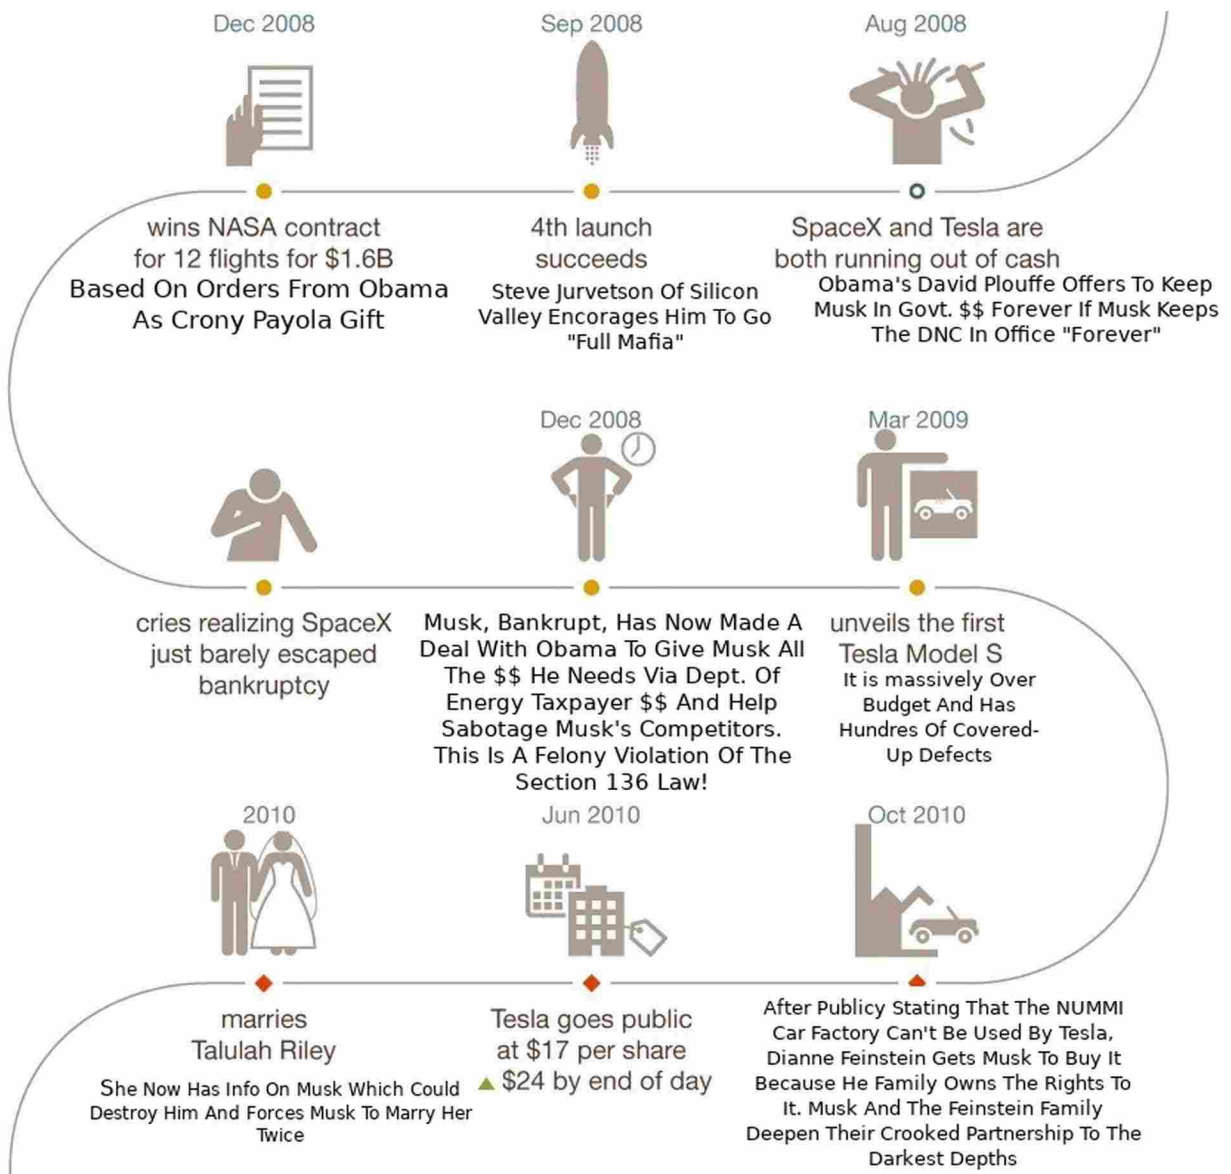 Dec 2008
Sep 2008
Aug 2008
wins NASA contract
for 12 flights for $1.6B
Based On Orders From Obama
As Crony Payola Gift
4th launch
succeeds
Steve Jurvetson Of Silicon
Valley Encorages Him To Go
"Full Mafia"
SpaceX and Tesla are
both running out of cash
Obama's David Plouffe Offers To Keep
Musk In Govt. $$ Forever If Musk Keeps
The DNC In Office "Forever"
Dec 2008
Mar 2009
cries realizing SpaceX
just barely escaped
bankruptcy
Musk, Bankrupt, Has Now Made A
Deal With Obama To Give Musk All
The $$ He Needs Via Dept. Of
Energy Taxpayer $$ And Help
Sabotage Musk's Competitors.
This Is A Felony Violation Of The
Section 136 Law!
unveils the first
Tesla Model S
It is massively Over
Budget And Has
Hundres Of Covered-
Up Defects
2010
Jun 2010
Oct 2010
marries
Talulah Riley
She Now Has Info On Musk Which Could
Destroy Him And Forces Musk To Marry Her
Twice
Tesla goes public
at $17 per share
▲ $24 by end of day
After Publicy Stating That The NUMMI
Car Factory Can't Be Used By Tesla,
Dianne Feinstein Gets Musk To Buy It
Because He Family Owns The Rights To
It. Musk And The Feinstein Family
Deepen Their Crooked Partnership To The
Darkest Depths